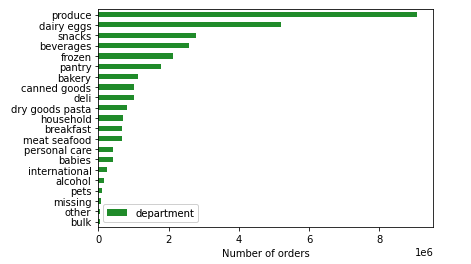 produce
dairy eggs
snacks
beverages
frozen
pantry
bakery
canned goods
deli
dry goods pasta
household
breakfast
meat seafood
personal care
babies
international
alcohol
pets
missing
other
bulk
department
0 2 4 6 8
1e6
Number of orders